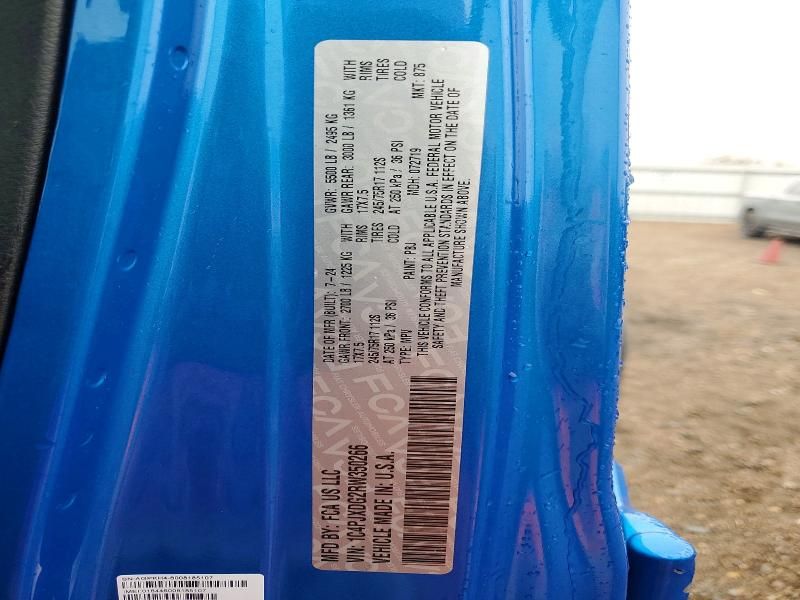 MFD BY: FCA US LLC
DATE OF MFR (BUILT): 7-24
GVWR: 5500 LB / 2495 KG
GAWR FRONT: 2700 LB / 1225 KG WITH
GAWR REAR: 3000 LB / 1361 KG WITH
17X7.5 RIMS
17X7.5 RIMS
245/75R17 112S TIRES
245/75R17 112S TIRES
AT 250 kPa / 36 PSI COLD
AT 250 kPa / 36 PSI COLD
VIN: 1C4PJXDG2RW350266
TYPE: MPV
PAINT: PBJ
MDH: 072719
MKT: 875
VEHICLE MADE IN: U.S.A.
THIS VEHICLE CONFORMS TO ALL APPLICABLE U.S.A. FEDERAL MOTOR VEHICLE
SAFETY AND THEFT PREVENTION STANDARDS IN EFFECT ON THE DATE OF
MANUFACTURE SHOWN ABOVE.